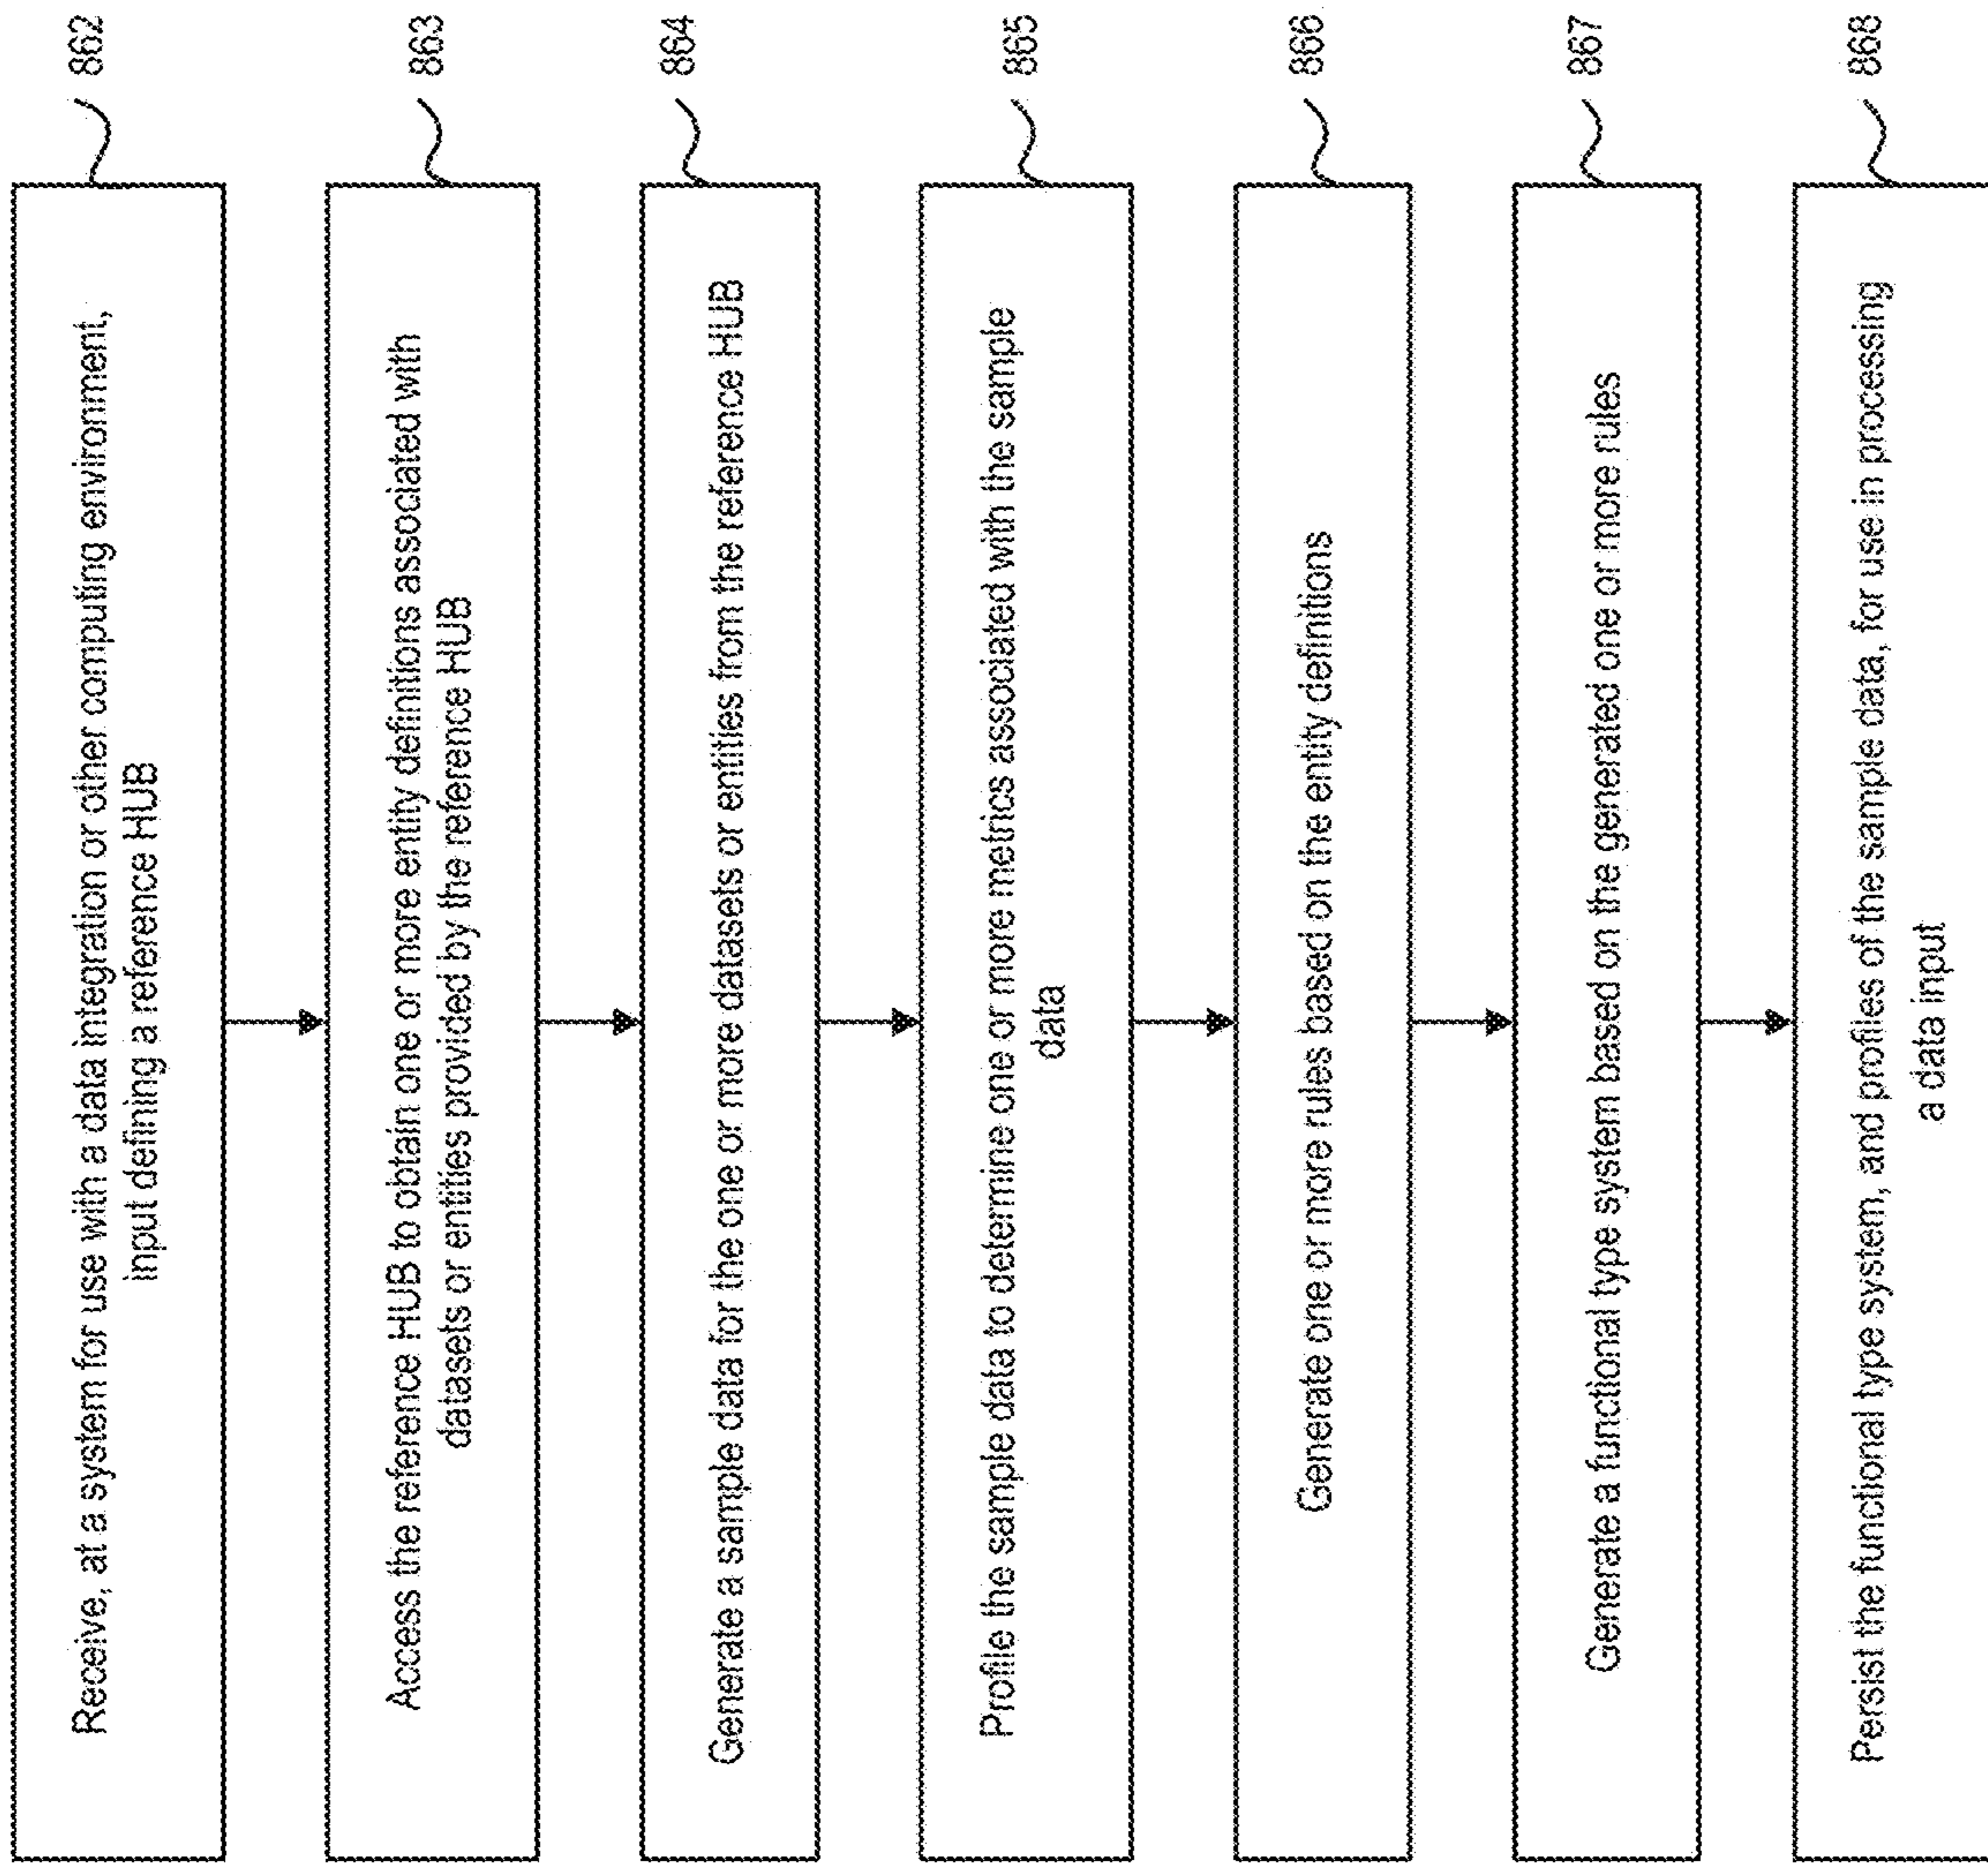 Receive, at a system for use with a data integration or other computing environment,
input defining a reference HUB
862
Access the reference HUB to obtain one or more entity definitions associated with
datasets or entities provided by the reference HUB
863
Generate a sample data for the one or more datasets or entities from the reference HUB
864
Profile the sample data to determine one or more metrics associated with the sample
data
865
Generate one or more rules based on the entity definitions
866
Generate a functional type system based on the generated one or more rules
867
Persist the functional type system, and profiles of the sample data, for use in processing
a data input
868